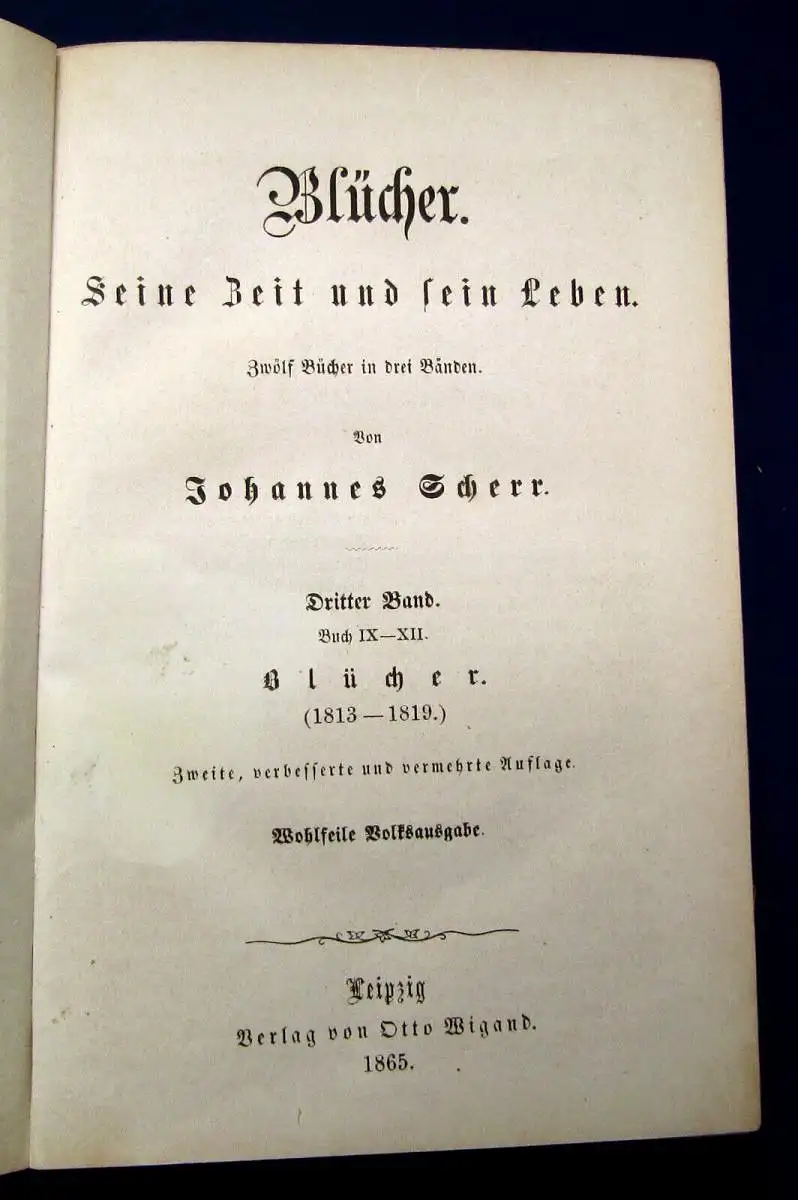 Blücher.
Seine Zeit und sein Leben.
Zwölf Bücher in drei Bänden.
Von
Johannes Scherr.
Dritter Band.
Buch IX—XII.
Blücher.
(1813—1819.)
Zweite, verbesserte und vermehrte Auflage.
Wohlfeile Volksausgabe.
Leipzig
Verlag von Otto Wigand.
1865.